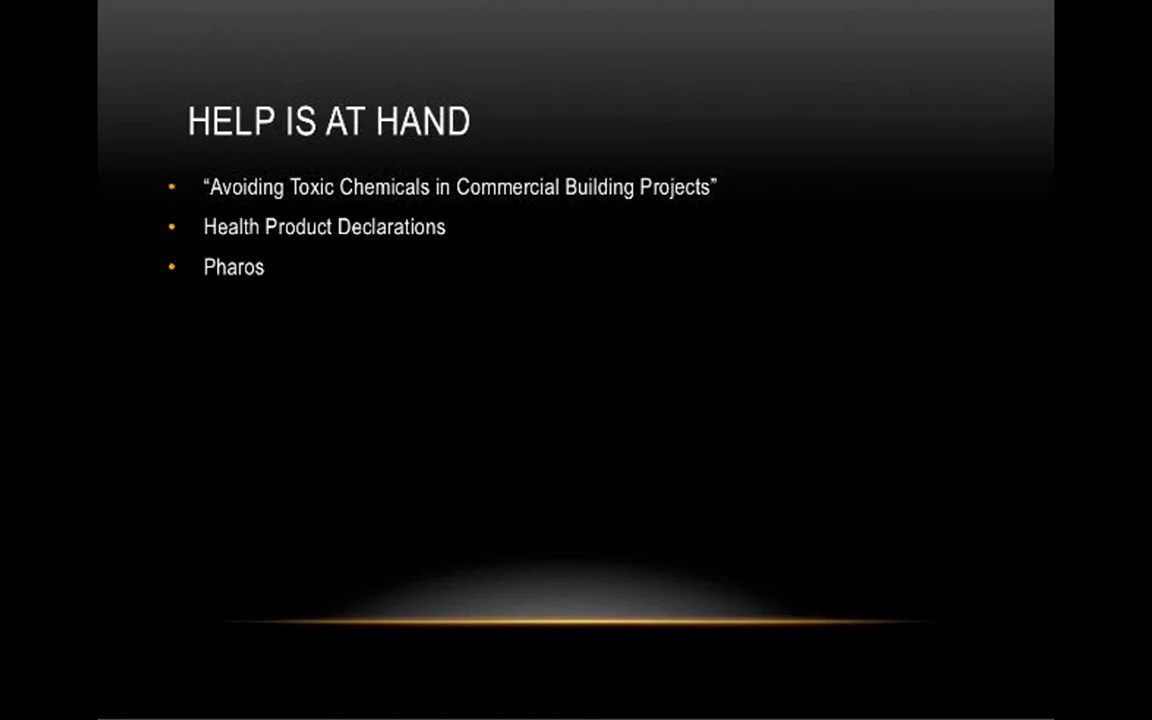 HELP IS AT HAND
• “Avoiding Toxic Chemicals in Commercial Building Projects”
• Health Product Declarations
• Pharos